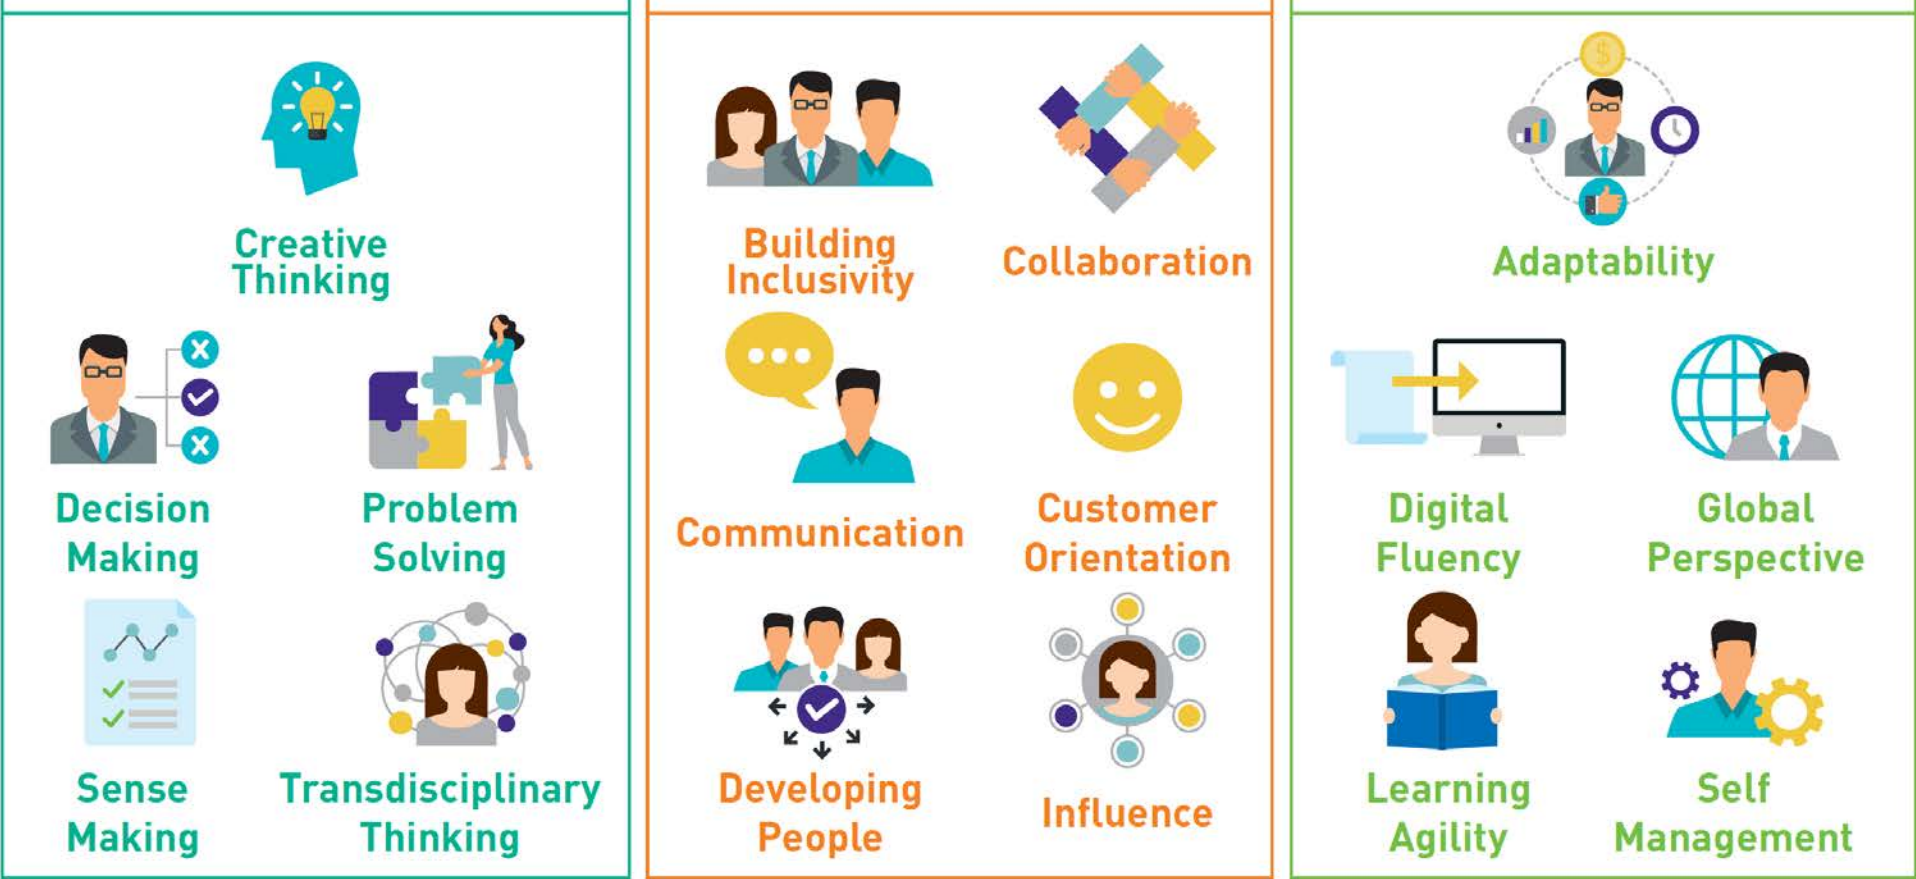 Creative
Thinking
Decision
Making
Problem
Solving
Sense
Making
Transdisciplinary
Thinking
Building
Inclusivity
Collaboration
Communication
Customer
Orientation
Developing
People
Influence
$
Adaptability
Digital
Fluency
Global
Perspective
Learning
Agility
Self
Management